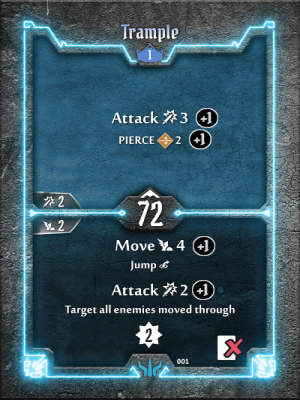 Trample
1
Attack 3 +1
PIERCE 2 +1
2
72
2
Move 4 +1
Jump
Attack 2 +1
Target all enemies moved through
2
001